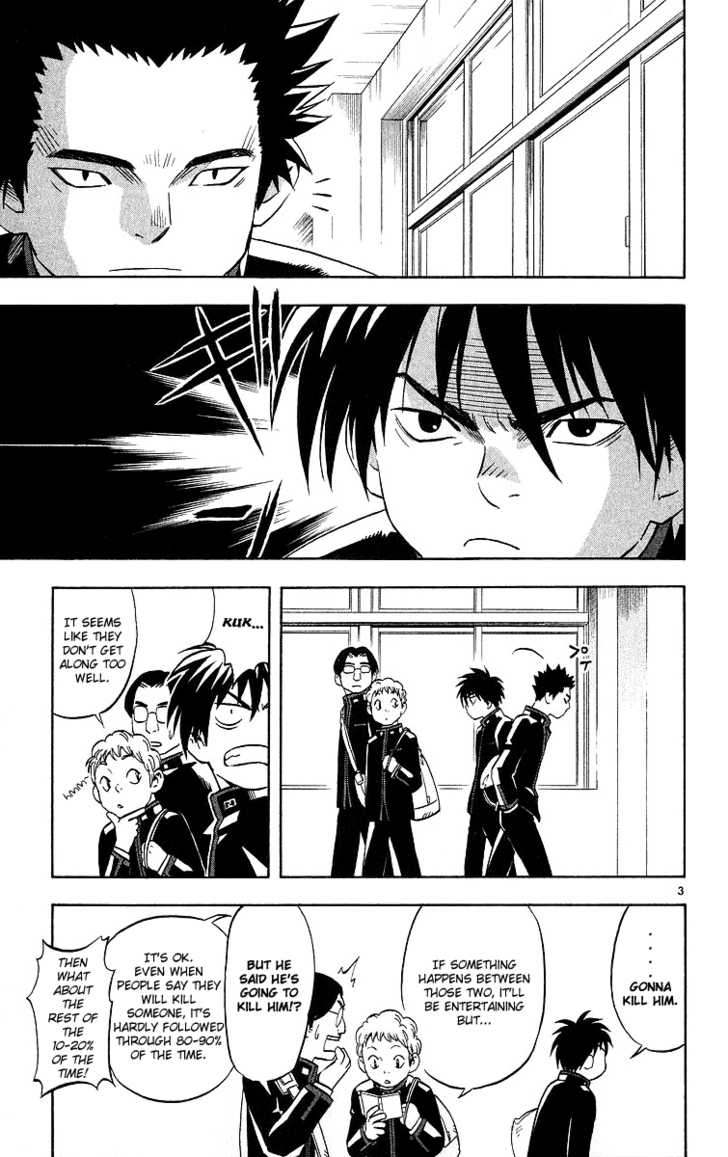 プイ
KUK...
IT SEEMS
LIKE THEY
DON'T GET
ALONG TOO
WELL.
hmm
3
......
GONNA
KILL HIM.
IF SOMETHING
HAPPENS BETWEEN
THOSE TWO, IT'LL
BE ENTERTAINING
BUT...
BUT HE
SAID HE'S
GOING TO
KILL HIM!?
IT'S OK.
EVEN WHEN
PEOPLE SAY THEY
WILL KILL
SOMEONE, IT'S
HARDLY FOLLOWED
THROUGH 80-90%
OF THE TIME.
THEN
WHAT
ABOUT
THE
REST OF
THE
10-20%
OF THE
TIME!